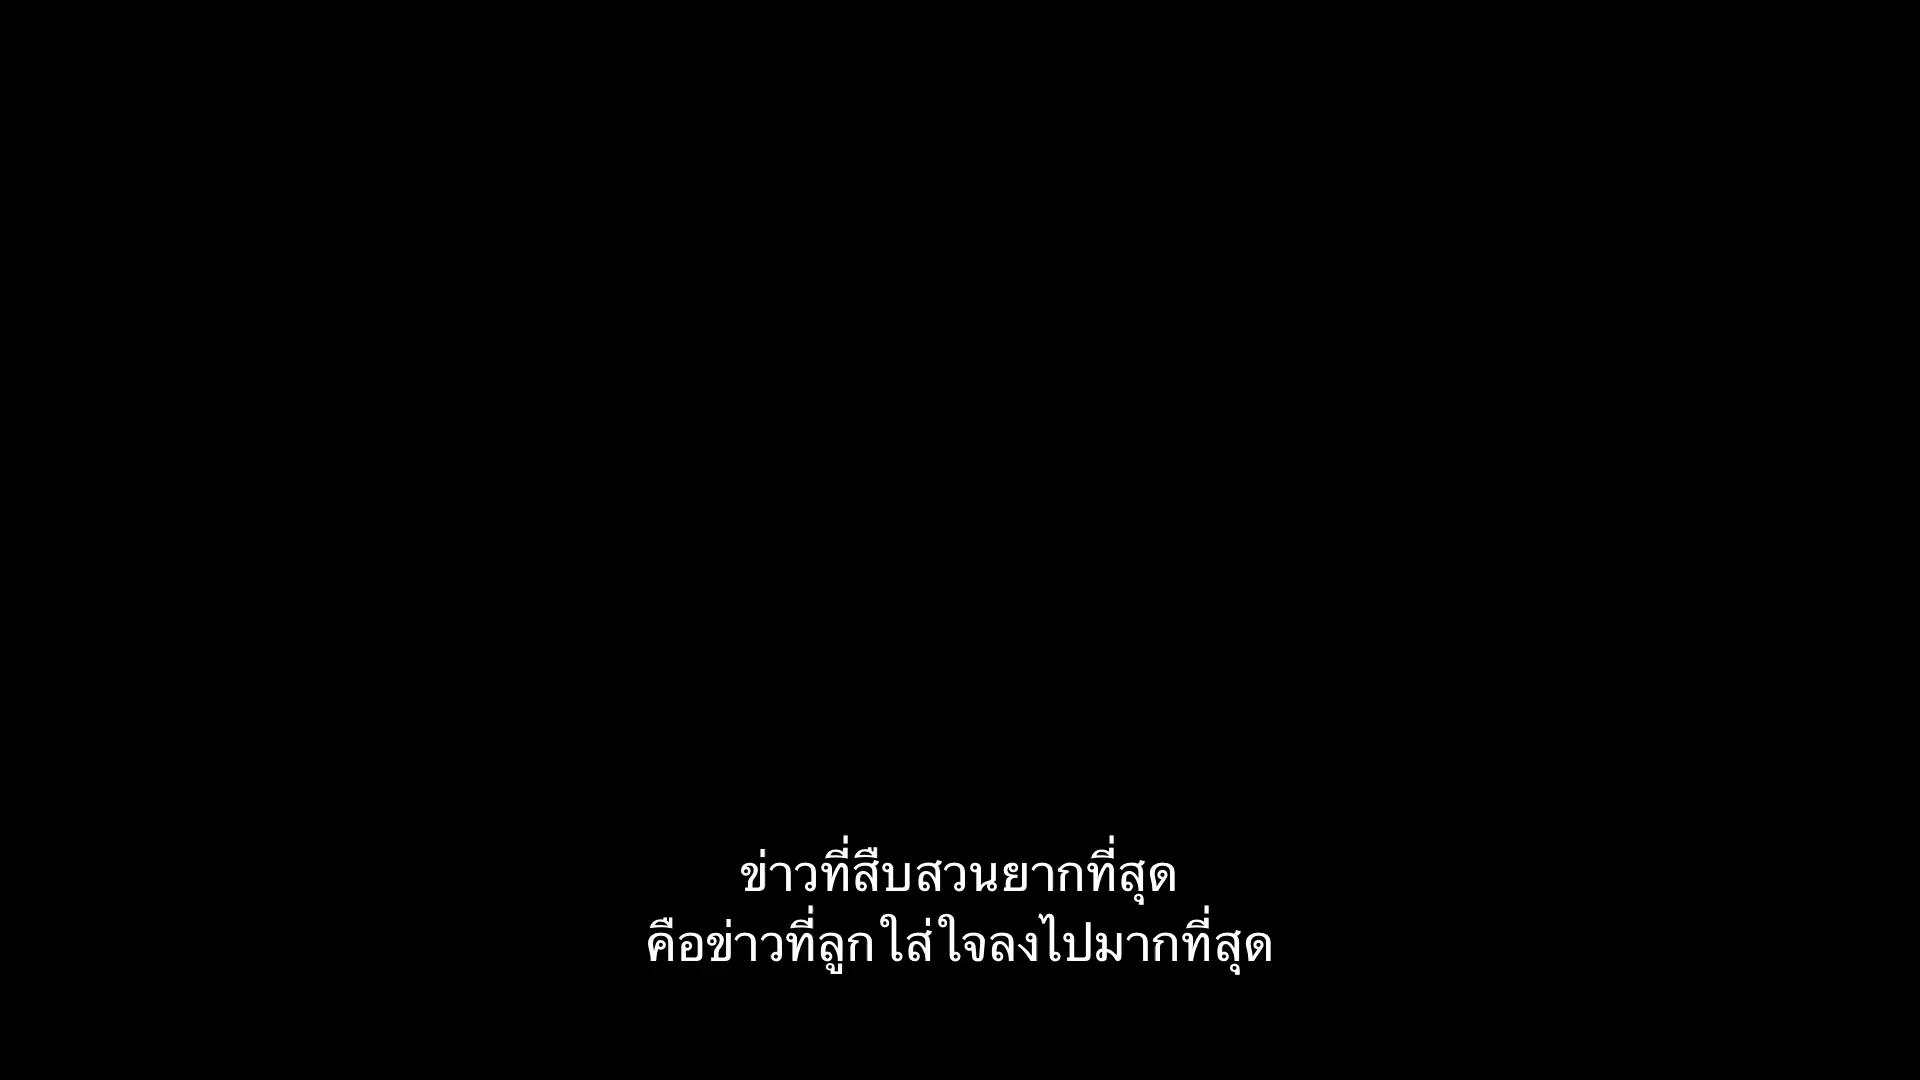 ข่าวที่สืบสวนยากที่สุด
คือข่าวที่ลูกใส่ใจลงไปมากที่สุด